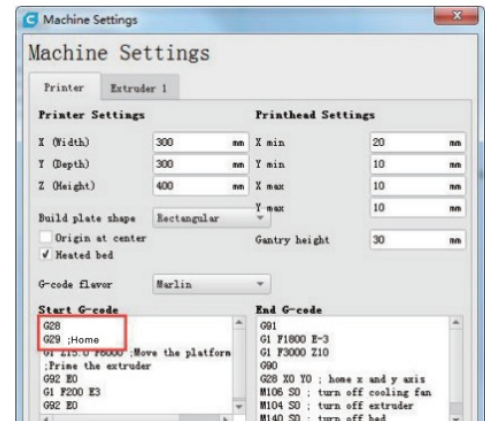 Machine Settings
Machine Settings
Printer
Extruder 1
Printer Settings
X (Width) 300 mm
Y (Depth) 300 mm
Z (Height) 400 mm
Build plate shape Rectangular
Origin at center
Heated bed
G-code flavor Marlin
Printhead Settings
X min 20 mm
Y min 10 mm
X max 10 mm
Y max 10 mm
Gantry height 30 mm
Start G-code
G28
G29 ;Home
G1 Z15.0 F6000 ;Move the platform
;Prime the extruder
G92 E0
G1 F200 E3
G92 E0
End G-code
G91
G1 F1800 E-3
G1 F3000 Z10
G90
G28 X0 Y0 ; home x and y axis
M106 S0 ; turn off cooling fan
M104 S0 ; turn off extruder
M140 S0 ; turn off bed